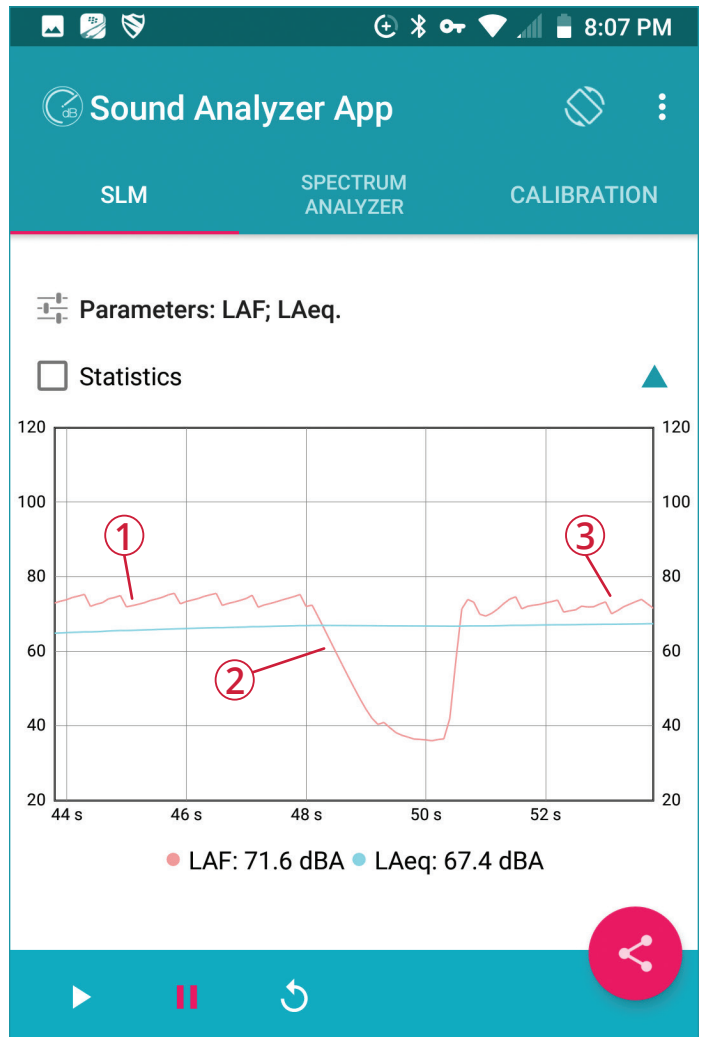 8:07 PM
dB
Sound Analyzer App
SLM
SPECTRUM
ANALYZER
CALIBRATION
Parameters: LAF; LAeq.
Statistics
120 120
100 100
80 80
60 60
40 40
20 20
1
2
3
44 s 46 s 48 s 50 s 52 s
LAF: 71.6 dBA LAeq: 67.4 dBA